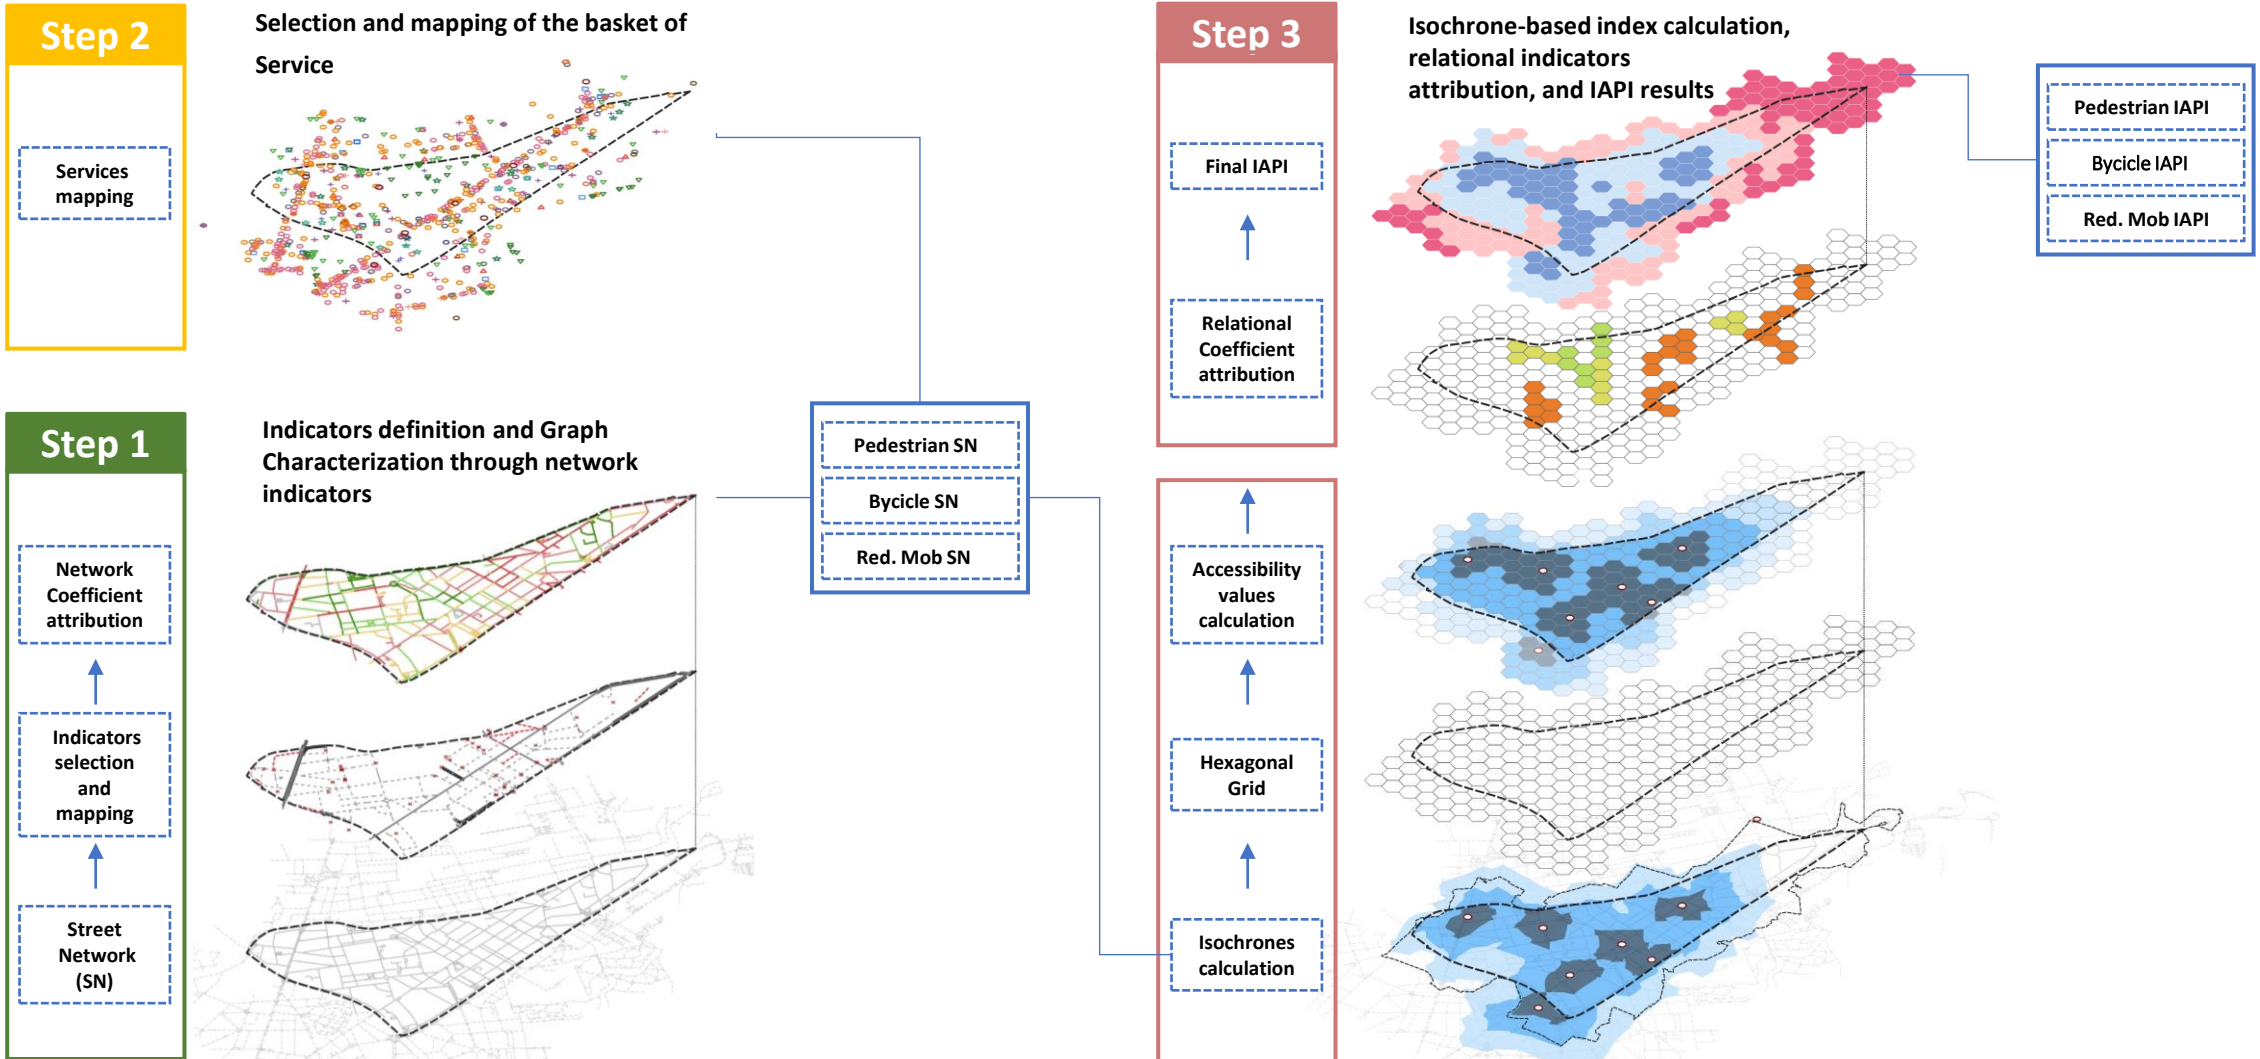 Step 2
Selection and mapping of the basket of
Service
Services
mapping
Step 1
Indicators definition and Graph
Characterization through network
indicators
Network
Coefficient
attribution
Indicators
selection
and
mapping
Street
Network
(SN)
Pedestrian SN
Bycicle SN
Red. Mob SN
Step 3
Isochrone-based index calculation,
relational indicators
attribution, and IAPI results
Final IAPI
Relational
Coefficient
attribution
Accessibility
values
calculation
Hexagonal
Grid
Isochrones
calculation
Pedestrian IAPI
Bycicle IAPI
Red. Mob IAPI